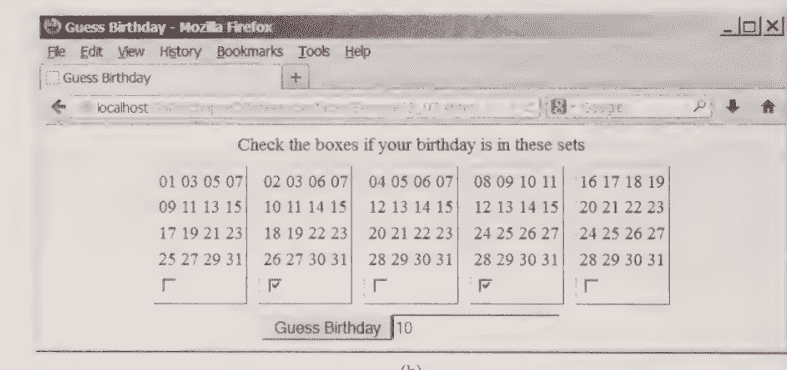 Guess Birthday - Mozilla Firefox
File Edit View History Bookmarks Tools Help
Guess Birthday +
localhost
Check the boxes if your birthday is in these sets
01 03 05 07 02 03 06 07 04 05 06 07 08 09 10 11 16 17 18 19
09 11 13 15 10 11 14 15 12 13 14 15 12 13 14 15 20 21 22 23
17 19 21 23 18 19 22 23 20 21 22 23 24 25 26 27 24 25 26 27
25 27 29 31 26 27 30 31 28 29 30 31 28 29 30 31 28 29 30 31
Guess Birthday 10